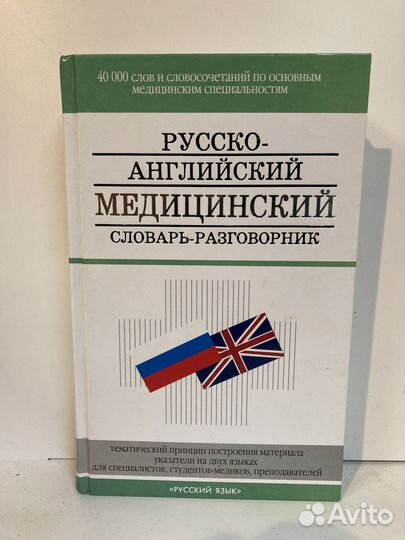 40 000 слов и словосочетаний по основным
медицинским специальностям
РУССКО-
АНГЛИЙСКИЙ
МЕДИЦИНСКИЙ
СЛОВАРЬ-РАЗГОВОРНИК
тематический принцип построения материала
указатели на двух языках
для специалистов, студентов-медиков, преподавателей
«РУССКИЙ ЯЗЫК»
Avito